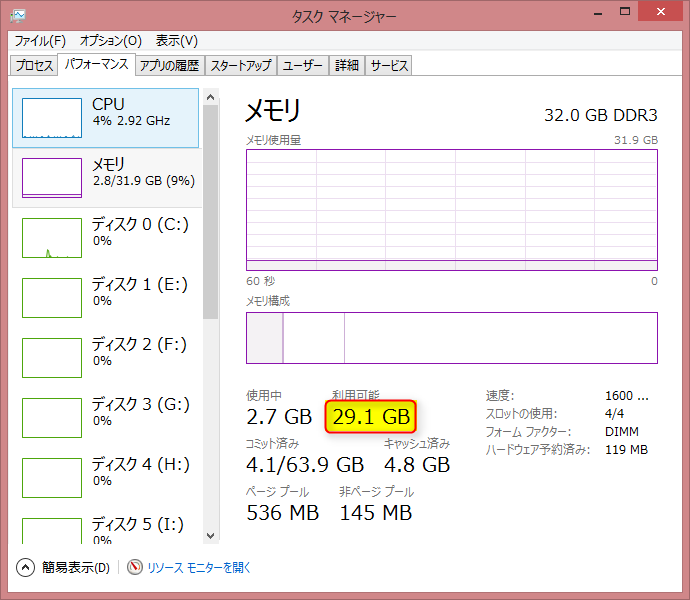 タスク マネージャー
ファイル(F) オプション(O) 表示(V)
プロセス パフォーマンス アプリの履歴 スタートアップ ユーザー 詳細 サービス
CPU
4% 2.92 GHz
メモリ
2.8/31.9 GB (9%)
ディスク 0 (C:)
0%
ディスク 1 (E:)
0%
ディスク 2 (F:)
0%
ディスク 3 (G:)
0%
ディスク 4 (H:)
0%
ディスク 5 (I:)
0%
メモリ 32.0 GB DDR3
メモリ使用量 31.9 GB
60 秒 0
メモリ構成
使用中 利用可能
2.7 GB 29.1 GB
コミット済み キャッシュ済み
4.1/63.9 GB 4.8 GB
ページ プール 非ページ プール
536 MB 145 MB
速度: 1600 ...
スロットの使用: 4/4
フォーム ファクター: DIMM
ハードウェア予約済み: 119 MB
簡易表示(D) リソース モニターを開く